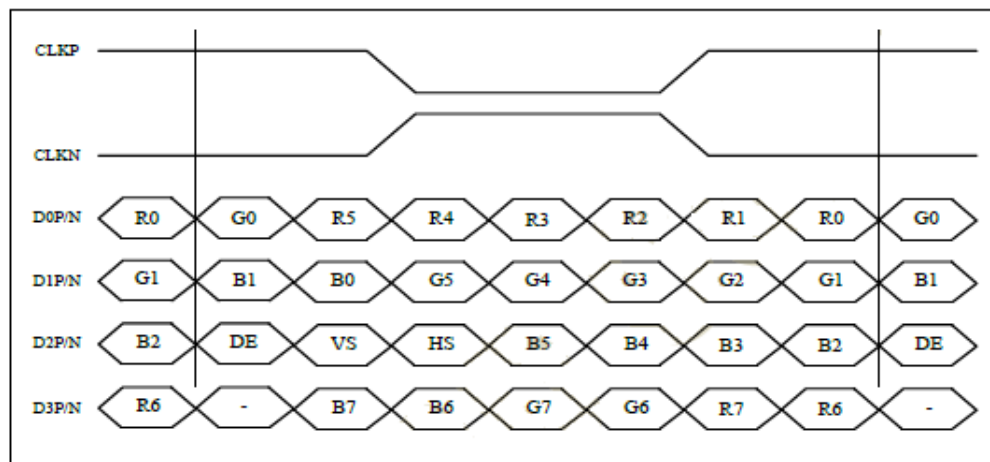 CLKP
CLKN
D0P/N R0 G0 R5 R4 R3 R2 R1 R0 G0
D1P/N G1 B1 B0 G5 G4 G3 G2 G1 B1
D2P/N B2 DE VS HS B5 B4 B3 B2 DE
D3P/N R6 - B7 B6 G7 G6 R7 R6 -